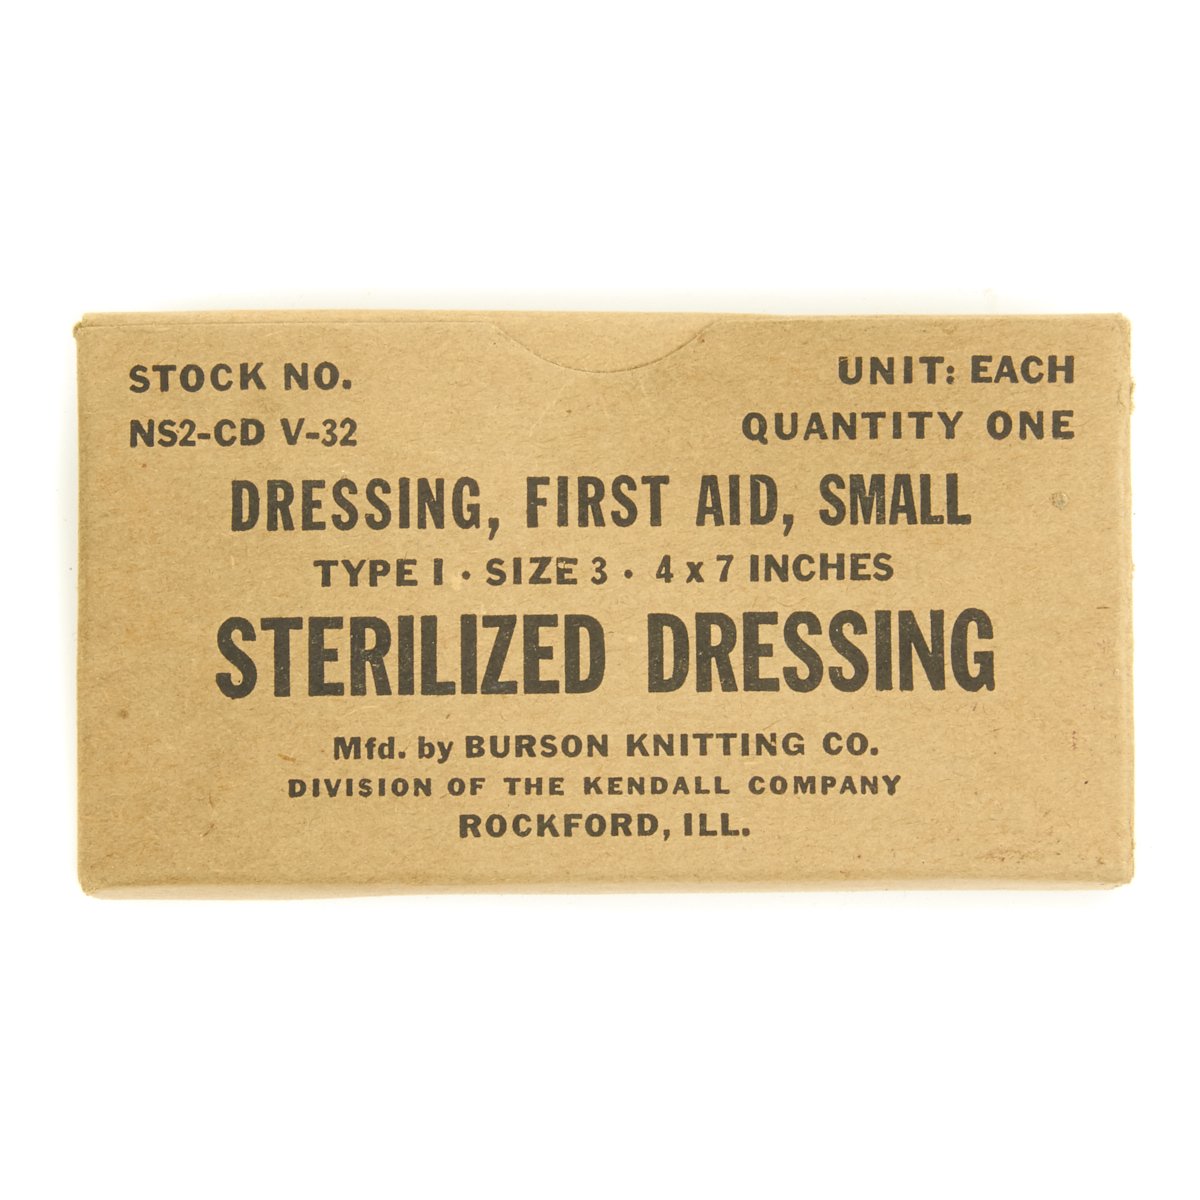 STOCK NO.
NS2-CD V-32
UNIT: EACH
QUANTITY ONE
DRESSING, FIRST AID, SMALL
TYPE I · SIZE 3 · 4 x 7 INCHES
STERILIZED DRESSING
Mfd. by BURSON KNITTING CO.
DIVISION OF THE KENDALL COMPANY
ROCKFORD, ILL.